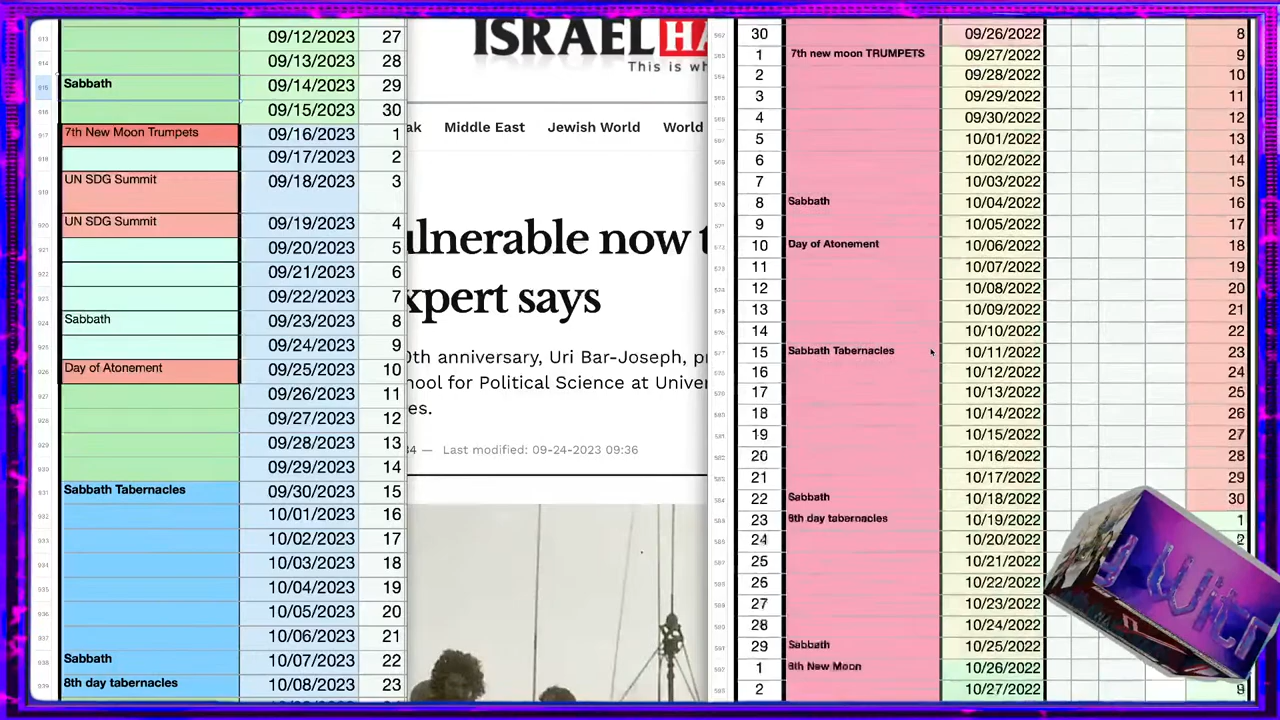 09/12/2023 27
09/13/2023 28
Sabbath 09/14/2023 29
09/15/2023 30
7th New Moon Trumpets 09/16/2023 1
09/17/2023 2
UN SDG Summit 09/18/2023 3
UN SDG Summit 09/19/2023 4
09/20/2023 5
09/21/2023 6
09/22/2023 7
Sabbath 09/23/2023 8
09/24/2023 9
Day of Atonement 09/25/2023 10
09/26/2023 11
09/27/2023 12
09/28/2023 13
09/29/2023 14
Sabbath Tabernacles 09/30/2023 15
10/01/2023 16
10/02/2023 17
10/03/2023 18
10/04/2023 19
10/05/2023 20
10/06/2023 21
Sabbath 10/07/2023 22
8th day tabernacles 10/08/2023 23
ISRAEL
This is wh
ak Middle East Jewish World World
ulnerable now t
xpert says
0th anniversary, Uri Bar-Joseph, pr
hool for Political Science at Univer
es.
34 — Last modified: 09-24-2023 09:36
30 09/26/2022 8
1 7th new moon TRUMPETS 09/27/2022 9
2 09/28/2022 10
3 09/29/2022 11
4 09/30/2022 12
5 10/01/2022 13
6 10/02/2022 14
7 10/03/2022 15
8 Sabbath 10/04/2022 16
9 10/05/2022 17
10 Day of Atonement 10/06/2022 18
11 10/07/2022 19
12 10/08/2022 20
13 10/09/2022 21
14 10/10/2022 22
15 Sabbath Tabernacles 10/11/2022 23
16 10/12/2022 24
17 10/13/2022 25
18 10/14/2022 26
19 10/15/2022 27
20 10/16/2022 28
21 10/17/2022 29
22 Sabbath 10/18/2022 30
23 8th day tabernacles 10/19/2022 1
24 10/20/2022 2
25 10/21/2022
26 10/22/2022
27 10/23/2022
28 10/24/2022
29 Sabbath 10/25/2022
1 8th New Moon 10/26/2022
2 10/27/2022 9